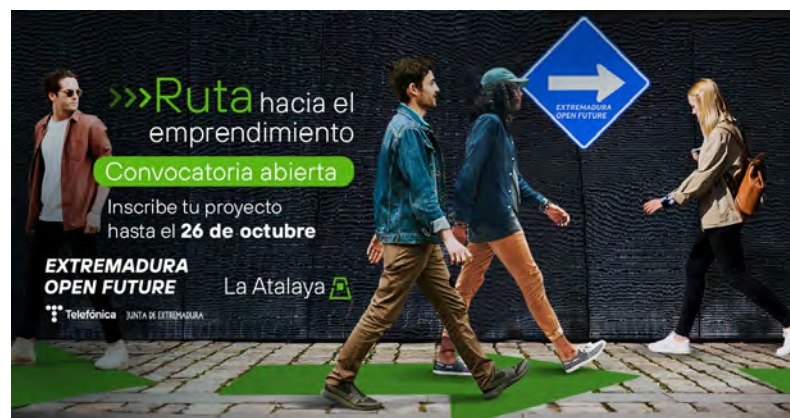 >>>Ruta hacia el
emprendimiento
Convocatoria abierta
Inscribe tu proyecto
hasta el 26 de octubre
EXTREMADURA
OPEN FUTURE
La Atalaya
Telefónica
JUNTA DE EXTREMADURA
EXTREMADURA
OPEN FUTURE